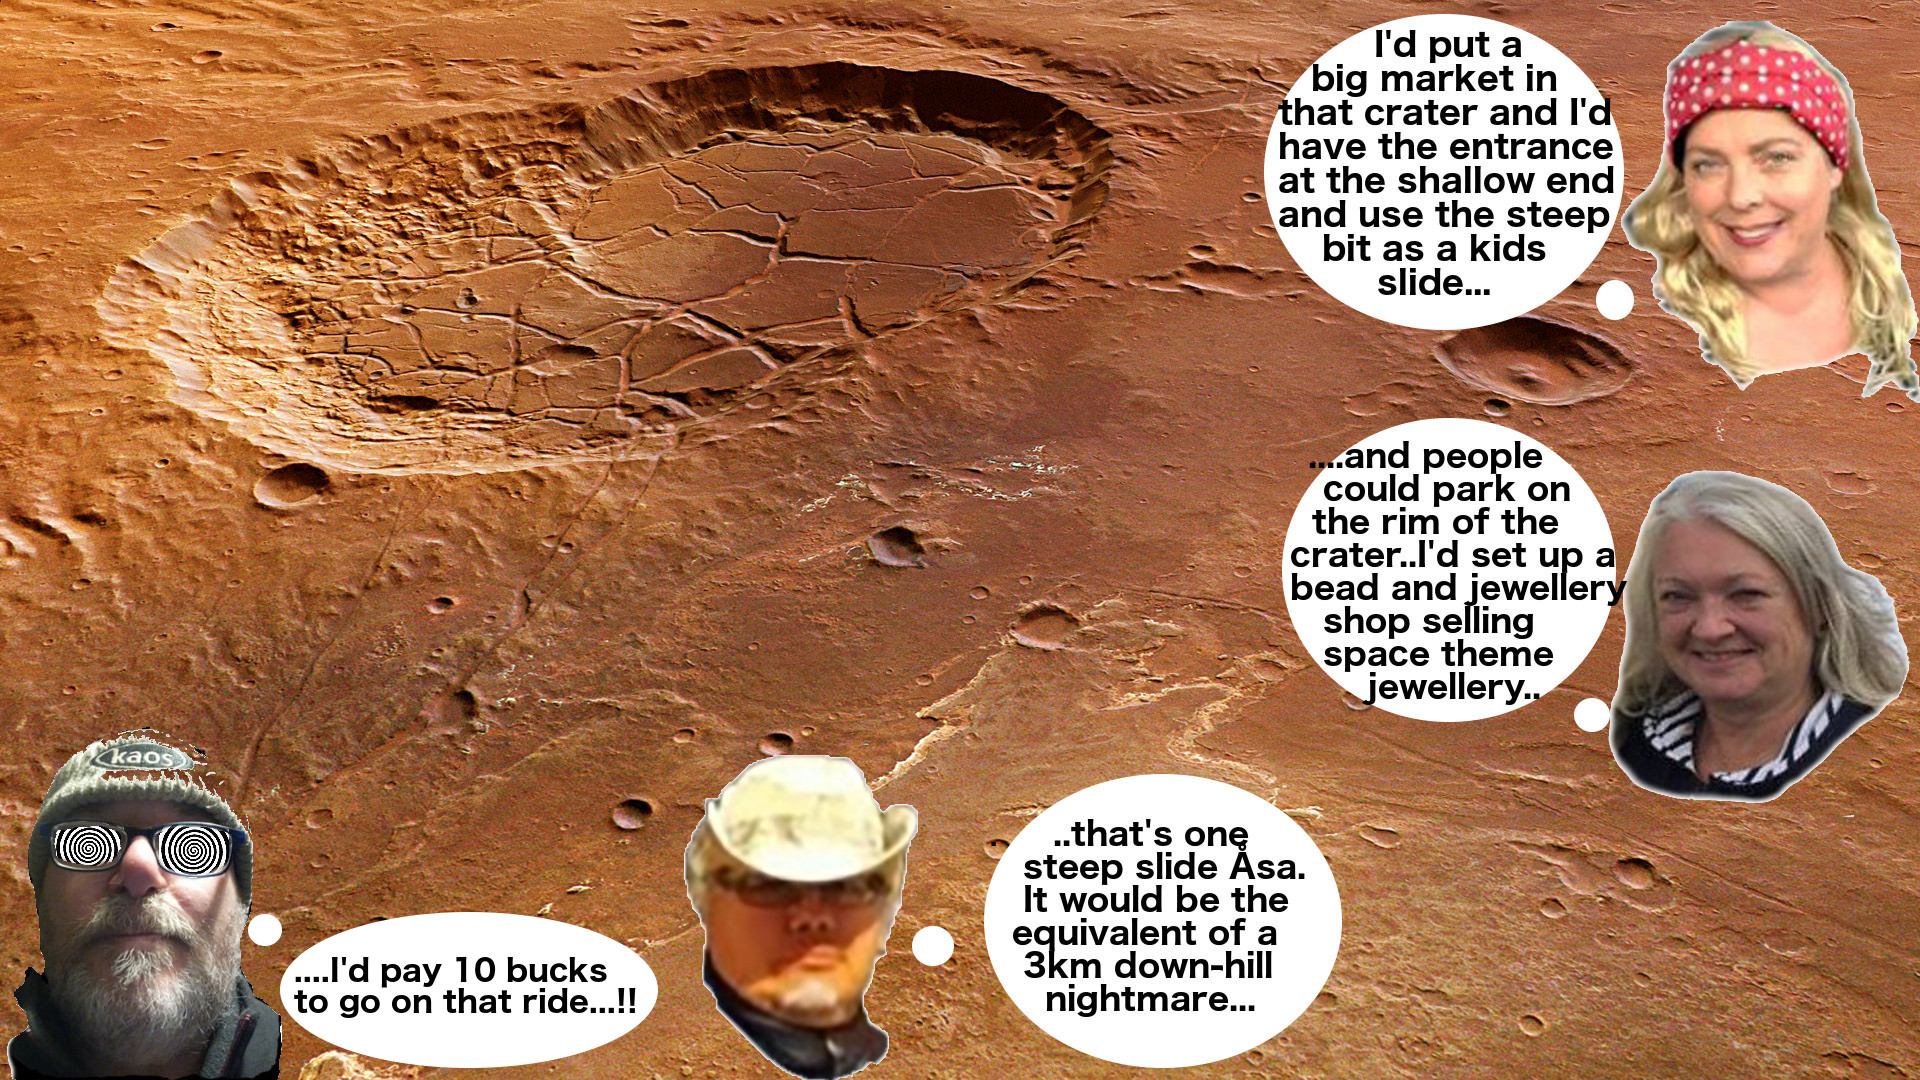 I'd put a
big market in
that crater and I'd
have the entrance
at the shallow end
and use the steep
bit as a kids
slide...
....and people
could park on
the rim of the
crater..I'd set up a
bead and jewellery
shop selling
space theme
jewellery..
kaos
....I'd pay 10 bucks
to go on that ride...!!
..that's one
steep slide Åsa.
It would be the
equivalent of a
3km down-hill
nightmare...